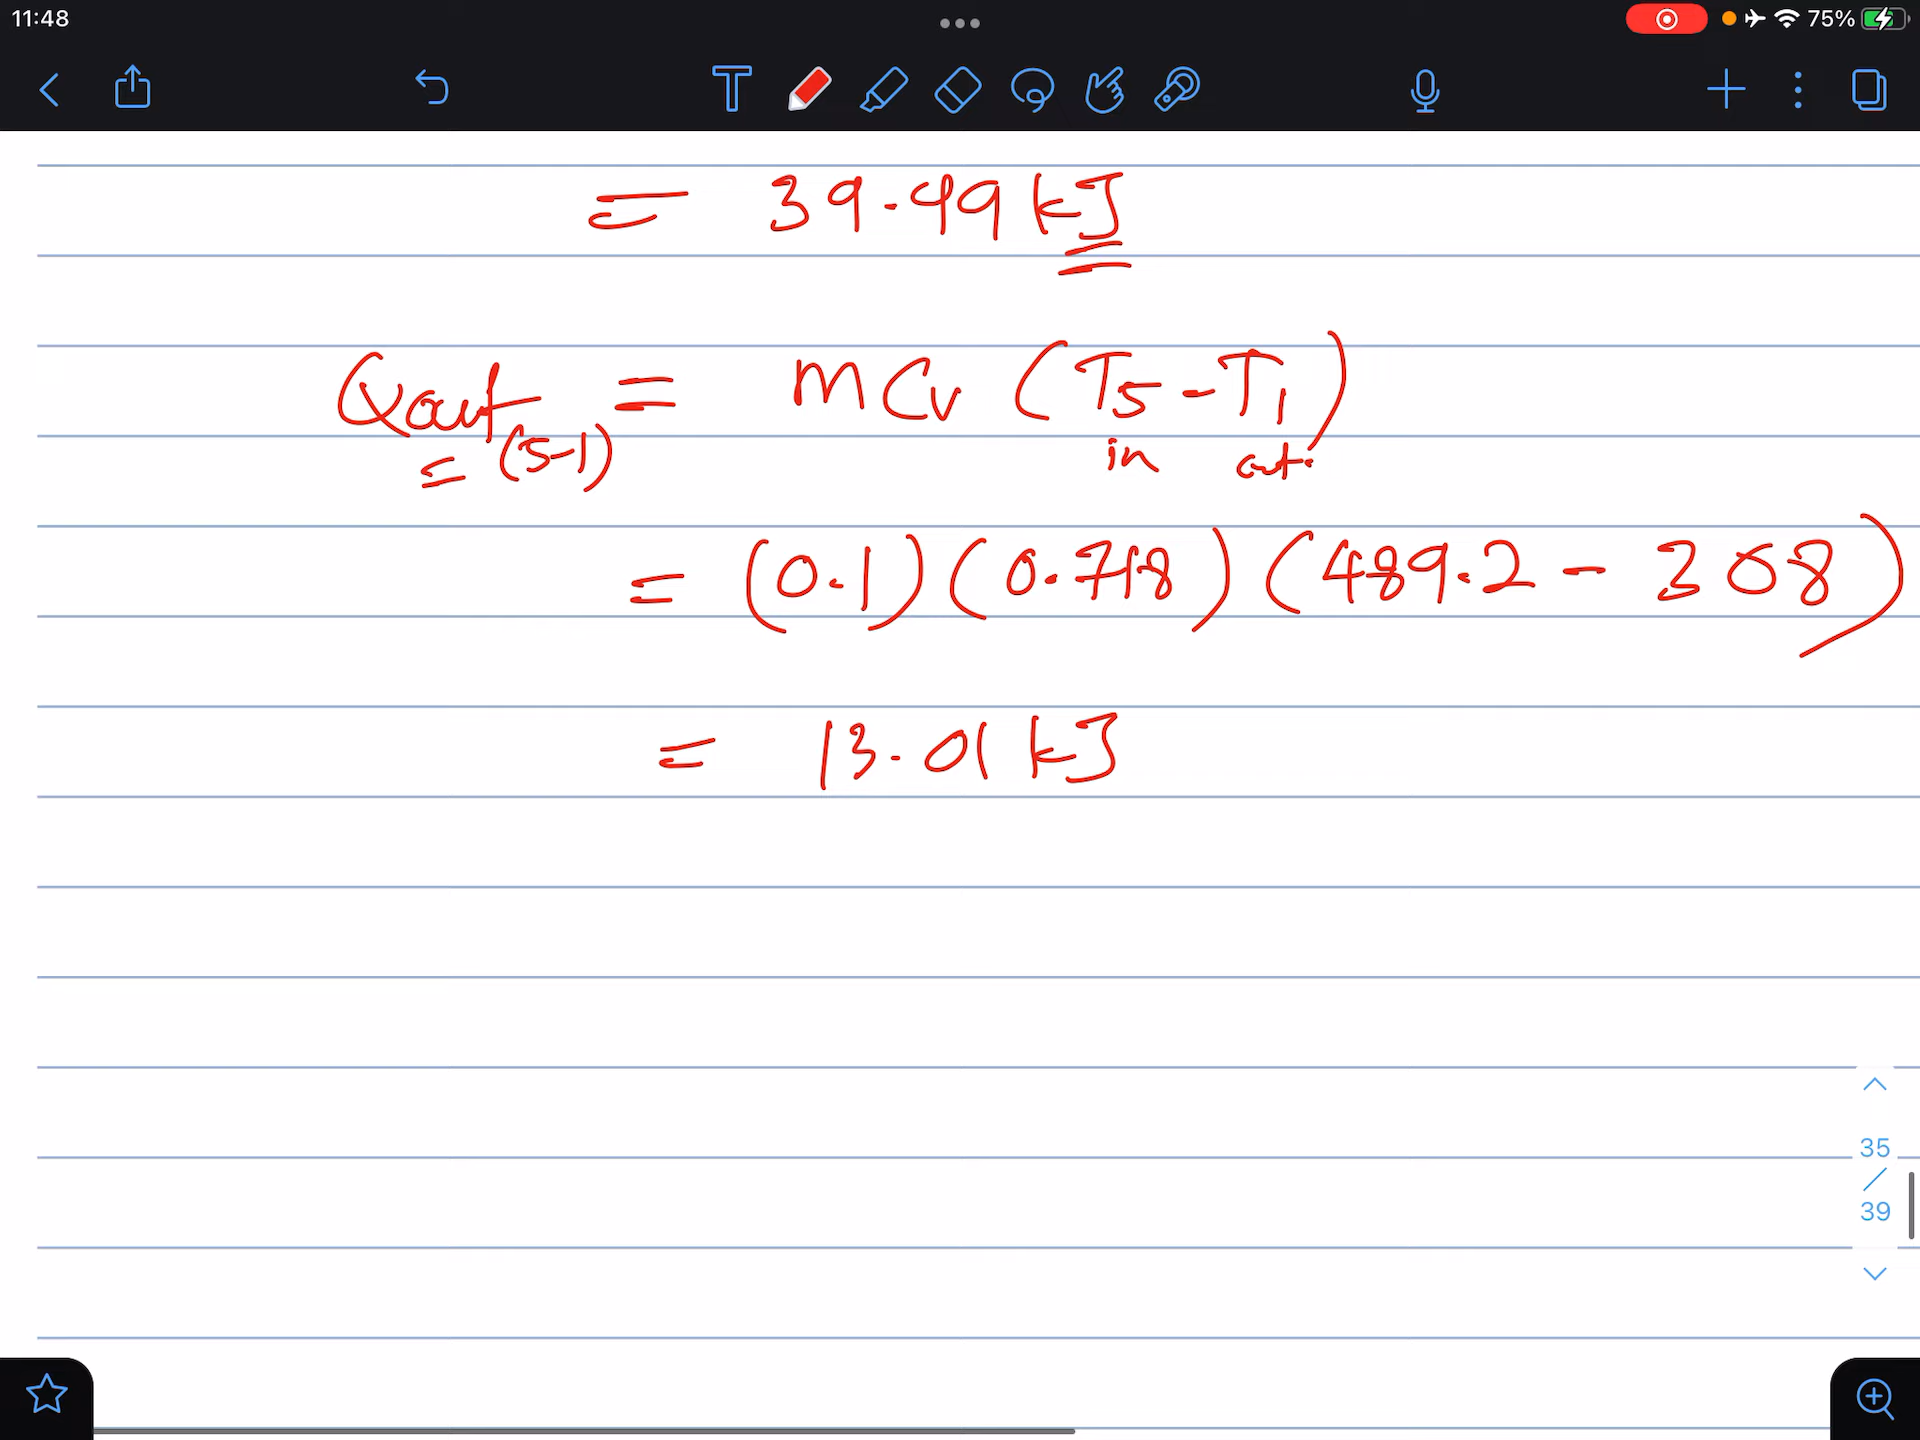 11:48
75%
T
= 39.49 kJ
Qout (5-1) = mCv (T5 - T1)
in out
= (0.1)(0.718)(489.2 - 308)
= 13.01 kJ
35
/
39